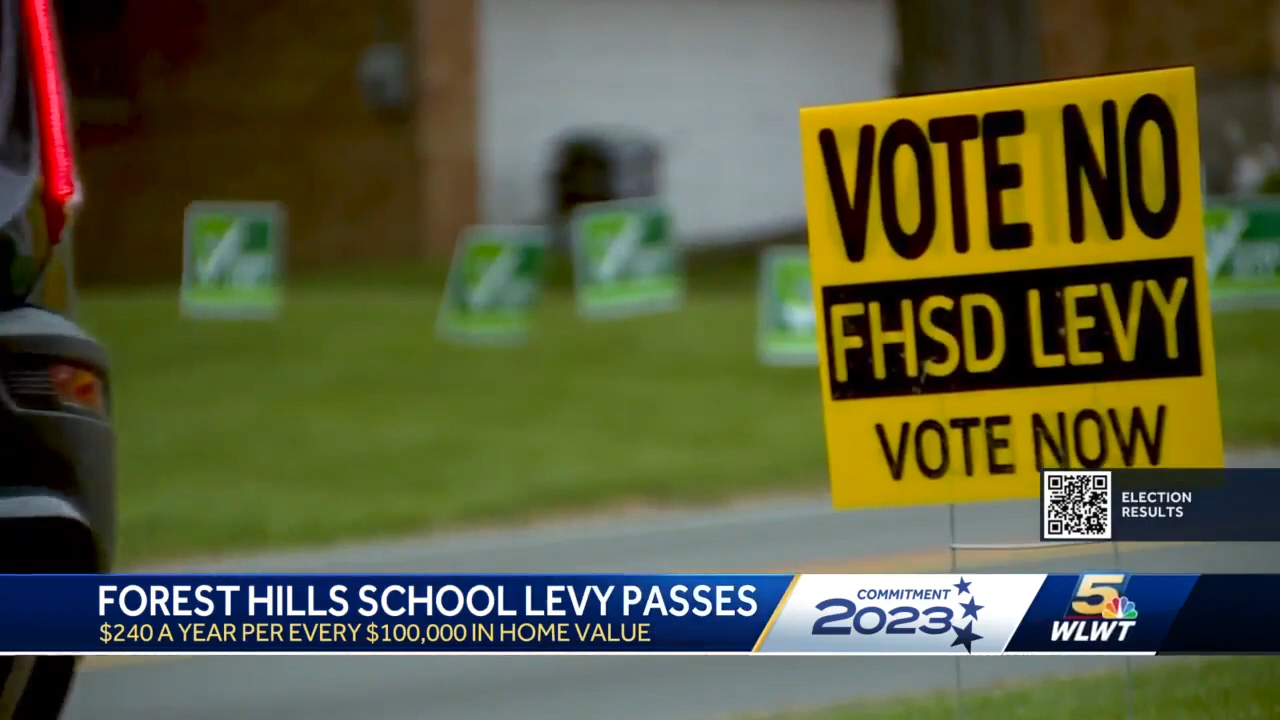 VOTE NO
FHSD LEVY
VOTE NOW
ELECTION
RESULTS
FOREST HILLS SCHOOL LEVY PASSES
$240 A YEAR PER EVERY $100,000 IN HOME VALUE
COMMITMENT
2023
5
WLWT